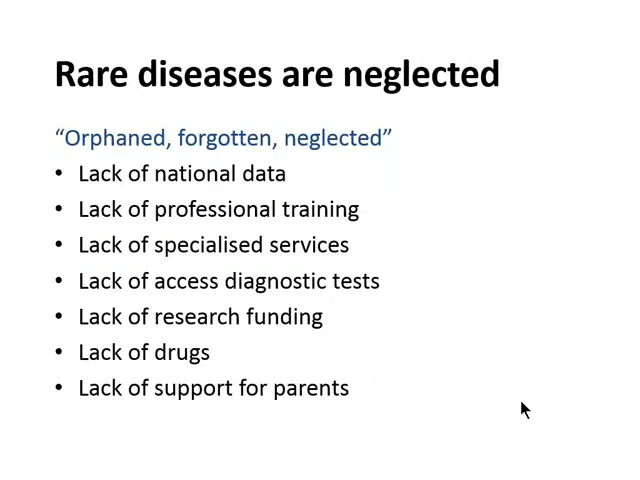 Rare diseases are neglected
“Orphaned, forgotten, neglected”
• Lack of national data
• Lack of professional training
• Lack of specialised services
• Lack of access diagnostic tests
• Lack of research funding
• Lack of drugs
• Lack of support for parents